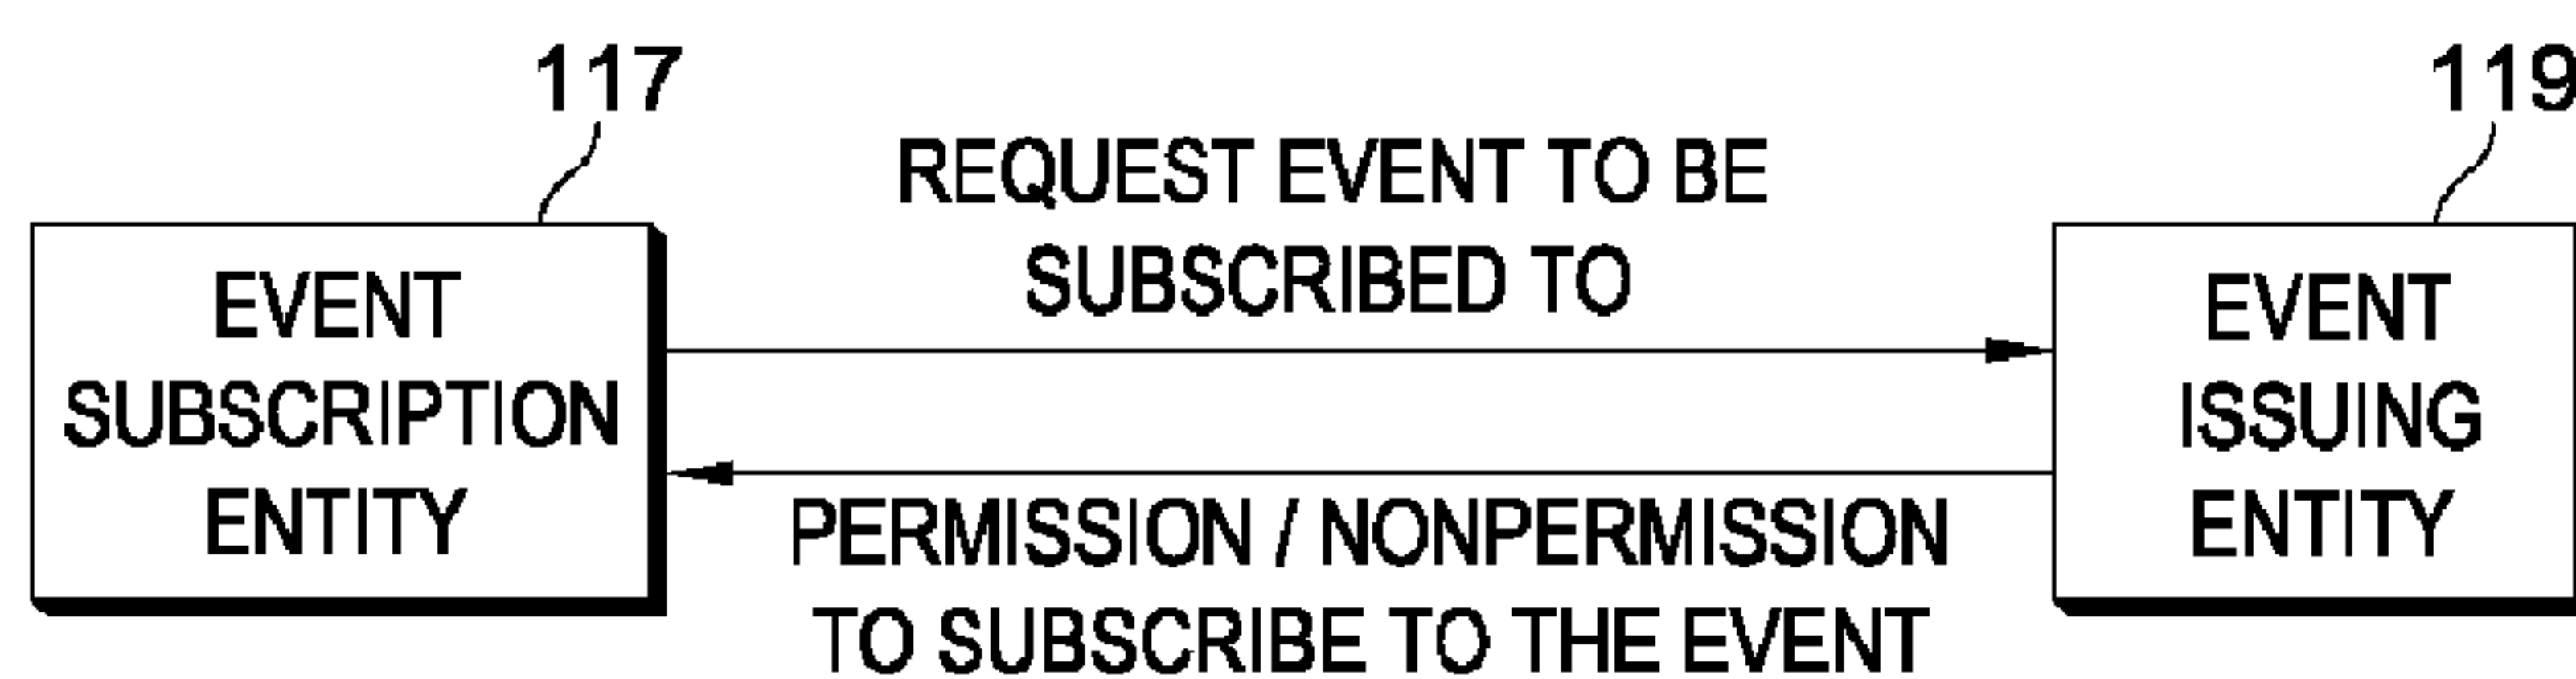 117
119
REQUEST EVENT TO BE
SUBSCRIBED TO
EVENT
SUBSCRIPTION
ENTITY
EVENT
ISSUING
ENTITY
PERMISSION / NONPERMISSION
TO SUBSCRIBE TO THE EVENT